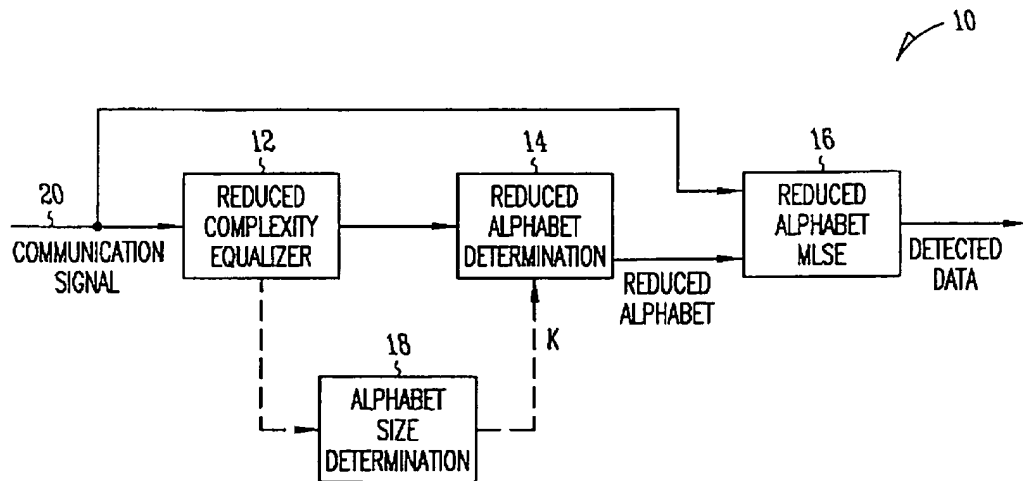 10
12
REDUCED
COMPLEXITY
EQUALIZER
14
REDUCED
ALPHABET
DETERMINATION
16
REDUCED
ALPHABET
MLSE
20
COMMUNICATION
SIGNAL
REDUCED
ALPHABET
DETECTED
DATA
K
18
ALPHABET
SIZE
DETERMINATION